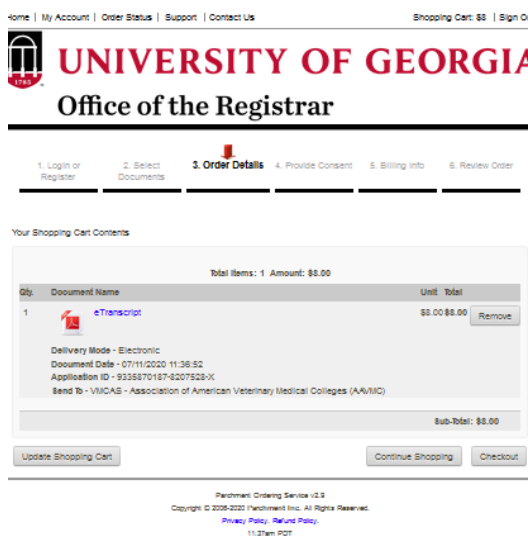 Home | My Account | Order Status | Support | Contact Us Shopping Cart: $8 | Sign O
1785
UNIVERSITY OF GEORGIA
Office of the Registrar
1. Login or Register 2. Select Documents 3. Order Details 4. Provide Consent 5. Billing Info 6. Review Order
Your Shopping Cart Contents
Total Items: 1 Amount: $8.00
Qty. Document Name Unit Total
1 eTranscript $8.00 $8.00 Remove
Delivery Mode - Electronic
Document Date - 07/11/2020 11:36:52
Application ID - 9335870187-8207528-X
Send To - VMCAS - Association of American Veterinary Medical Colleges (AAVMC)
Sub-Total: $8.00
Update Shopping Cart Continue Shopping Checkout
Parchment Ordering Service v2.9
Copyright © 2006-2020 Parchment Inc. All Rights Reserved.
Privacy Policy. Refund Policy.
11:37am PDT